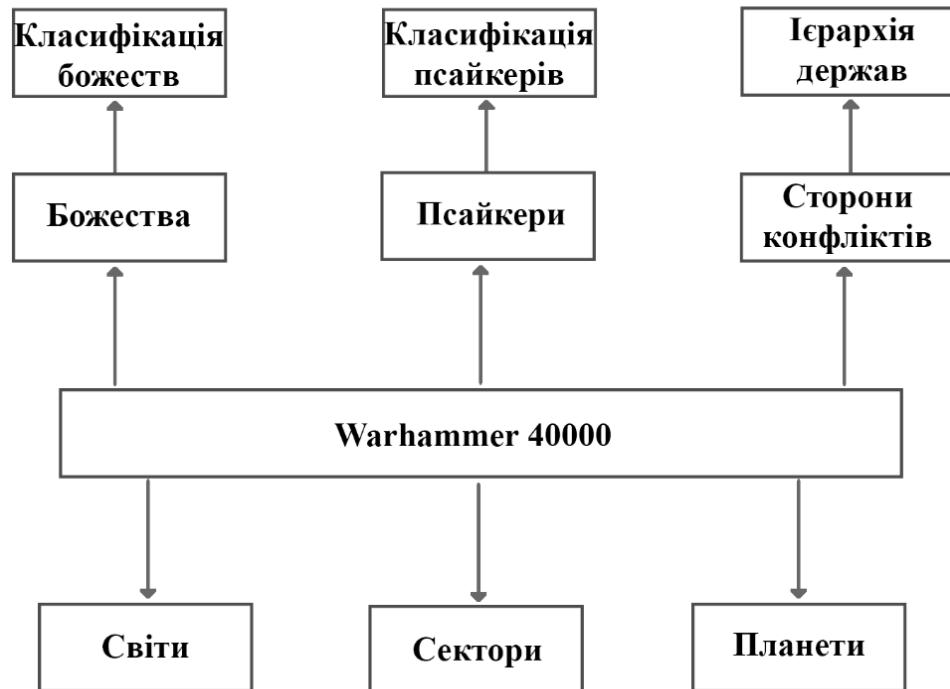 Класифікація
божеств
Класифікація
псайкерів
Ієрархія
держав
Божества
Псайкери
Сторони
конфліктів
Warhammer 40000
Світи
Сектори
Планети